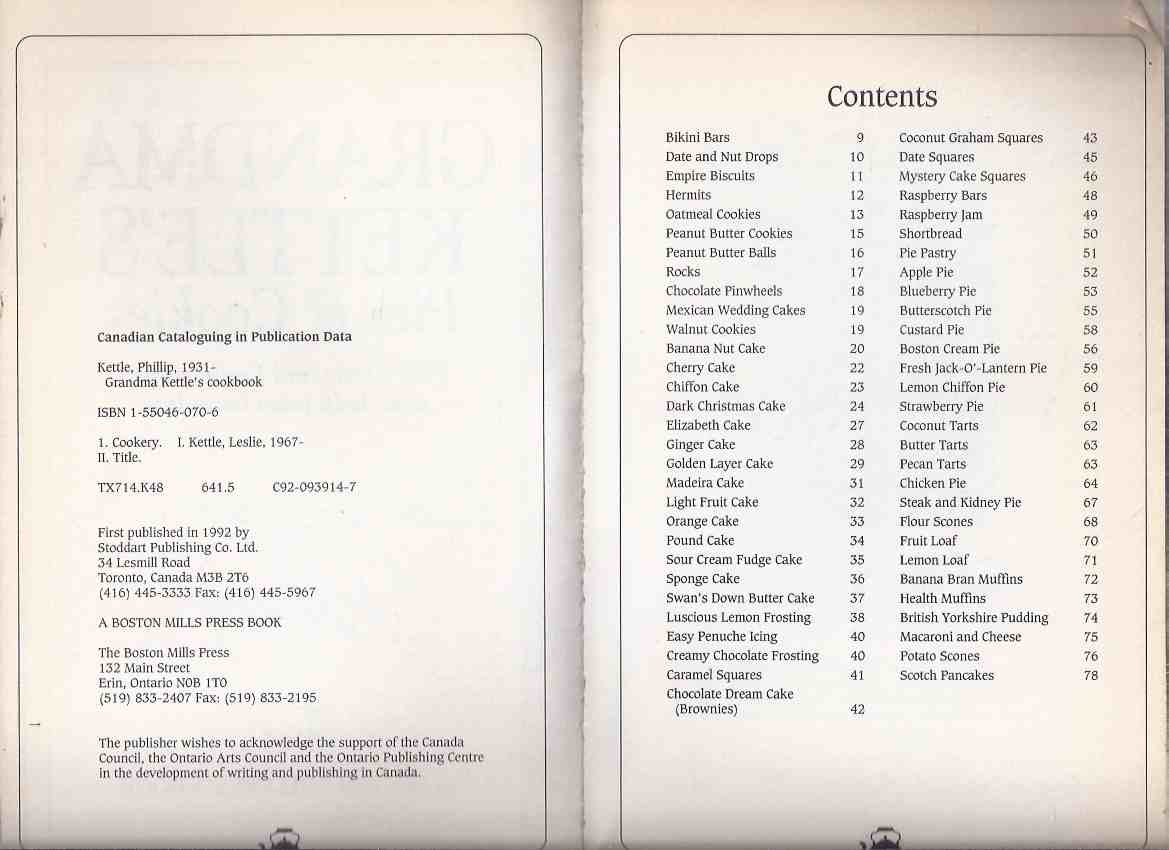 Canadian Cataloguing in Publication Data
Kettle, Phillip, 1931-
Grandma Kettle's cookbook
ISBN 1-55046-070-6
1. Cookery. I. Kettle, Leslie, 1967-
II. Title.
TX714.K48 641.5 C92-093914-7
First published in 1992 by
Stoddart Publishing Co. Ltd.
34 Lesmill Road
Toronto, Canada M3B 2T6
(416) 445-3333 Fax: (416) 445-5967
A BOSTON MILLS PRESS BOOK
The Boston Mills Press
132 Main Street
Erin, Ontario N0B 1T0
(519) 833-2407 Fax: (519) 833-2195
The publisher wishes to acknowledge the support of the Canada
Council, the Ontario Arts Council and the Ontario Publishing Centre
in the development of writing and publishing in Canada.
Contents
Bikini Bars 9
Date and Nut Drops 10
Empire Biscuits 11
Hermits 12
Oatmeal Cookies 13
Peanut Butter Cookies 15
Peanut Butter Balls 16
Rocks 17
Chocolate Pinwheels 18
Mexican Wedding Cakes 19
Walnut Cookies 19
Banana Nut Cake 20
Cherry Cake 22
Chiffon Cake 23
Dark Christmas Cake 24
Elizabeth Cake 27
Ginger Cake 28
Golden Layer Cake 29
Madeira Cake 31
Light Fruit Cake 32
Orange Cake 33
Pound Cake 34
Sour Cream Fudge Cake 35
Sponge Cake 36
Swan's Down Butter Cake 37
Luscious Lemon Frosting 38
Easy Penuche Icing 40
Creamy Chocolate Frosting 40
Caramel Squares 41
Chocolate Dream Cake
(Brownies) 42
Coconut Graham Squares 43
Date Squares 45
Mystery Cake Squares 46
Raspberry Bars 48
Raspberry Jam 49
Shortbread 50
Pie Pastry 51
Apple Pie 52
Blueberry Pie 53
Butterscotch Pie 55
Custard Pie 58
Boston Cream Pie 56
Fresh Jack-O'-Lantern Pie 59
Lemon Chiffon Pie 60
Strawberry Pie 61
Coconut Tarts 62
Butter Tarts 63
Pecan Tarts 63
Chicken Pie 64
Steak and Kidney Pie 67
Flour Scones 68
Fruit Loaf 70
Lemon Loaf 71
Banana Bran Muffins 72
Health Muffins 73
British Yorkshire Pudding 74
Macaroni and Cheese 75
Potato Scones 76
Scotch Pancakes 78